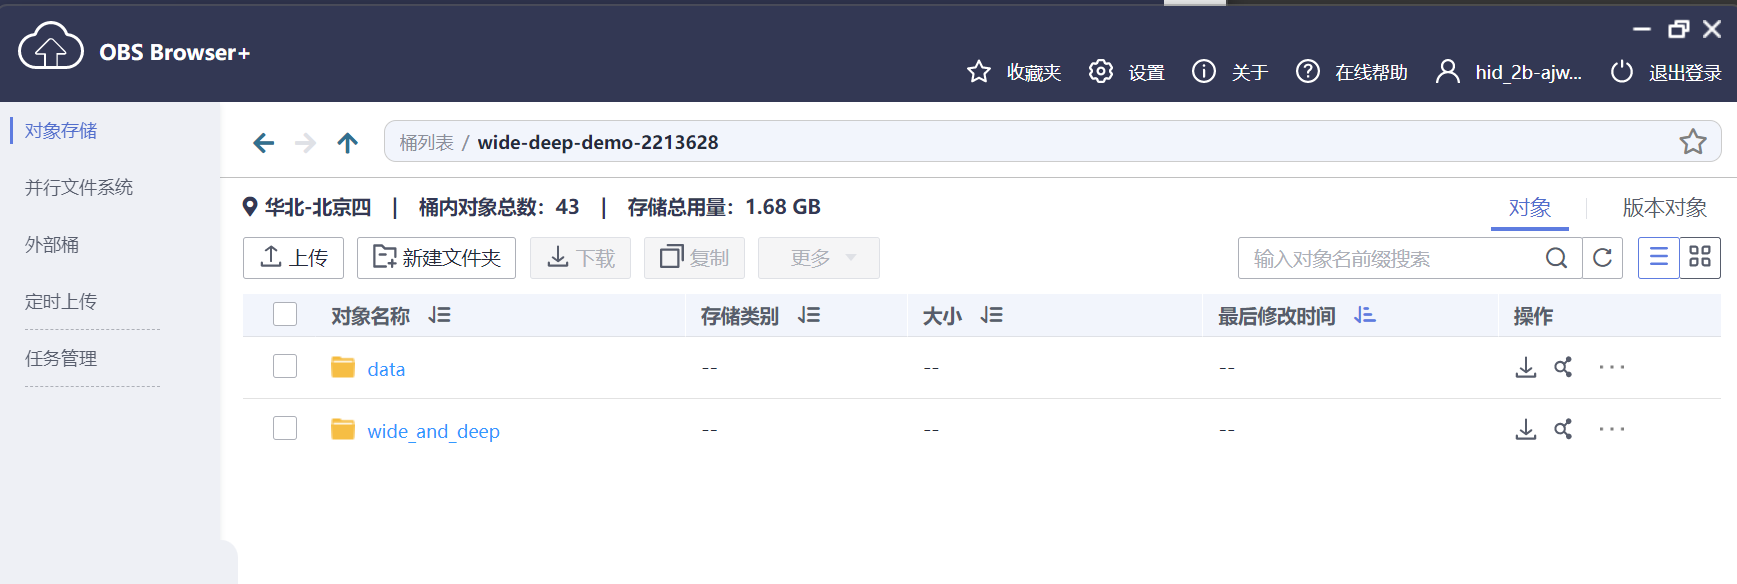 OBS Browser+
收藏夹 设置 关于 在线帮助 hid_2b-ajw... 退出登录
对象存储
并行文件系统
外部桶
定时上传
任务管理
桶列表 / wide-deep-demo-2213628
华北-北京四 | 桶内对象总数：43 | 存储总用量：1.68 GB
对象 版本对象
上传 新建文件夹 下载 复制 更多 输入对象名前缀搜索
对象名称 存储类别 大小 最后修改时间 操作
data -- -- -- ...
wide_and_deep -- -- -- ...